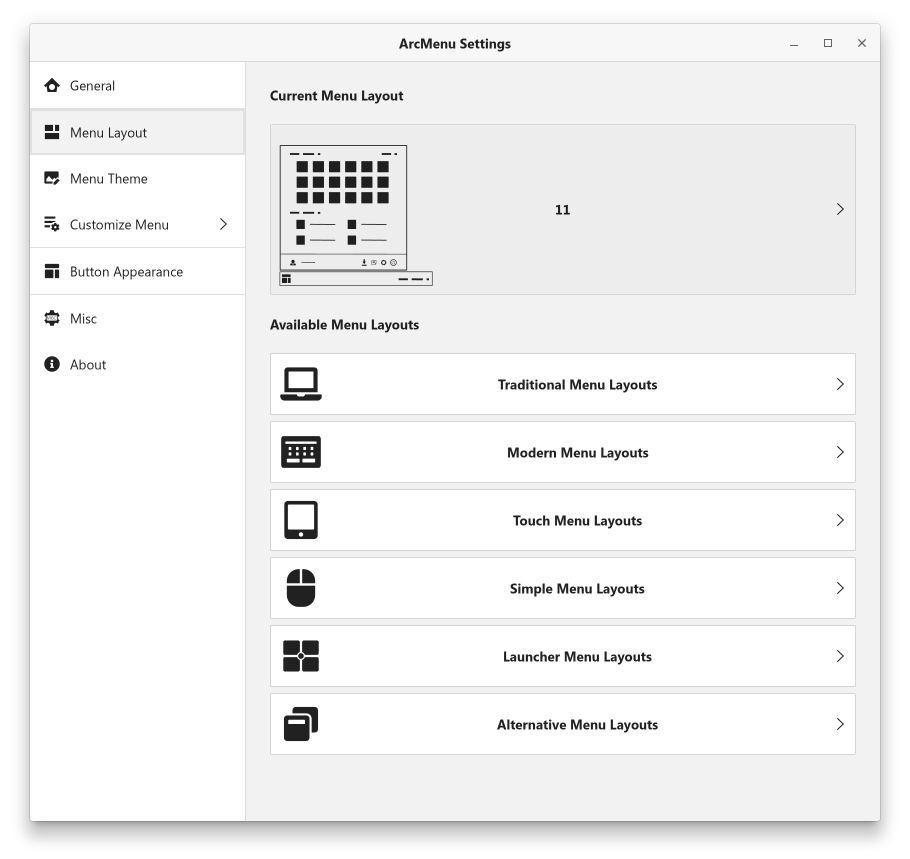 ArcMenu Settings
General
Menu Layout
Menu Theme
Customize Menu
Button Appearance
Misc
About
Current Menu Layout
11
Available Menu Layouts
Traditional Menu Layouts
Modern Menu Layouts
Touch Menu Layouts
Simple Menu Layouts
Launcher Menu Layouts
Alternative Menu Layouts